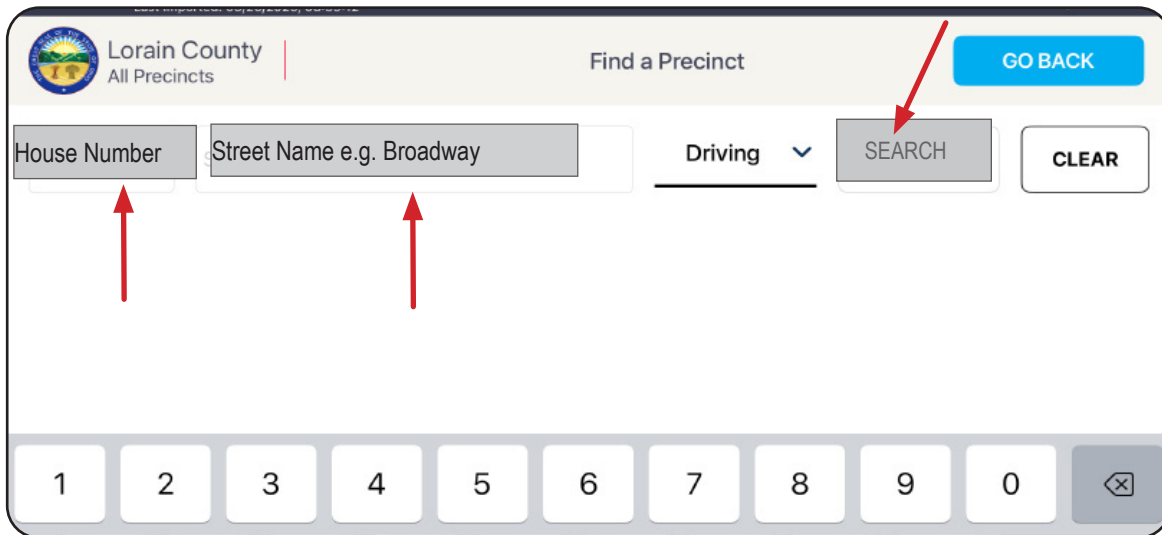 Lorain County
All Precincts
Find a Precinct
GO BACK
House Number
Street Name e.g. Broadway
Driving
SEARCH
CLEAR
1 2 3 4 5 6 7 8 9 0